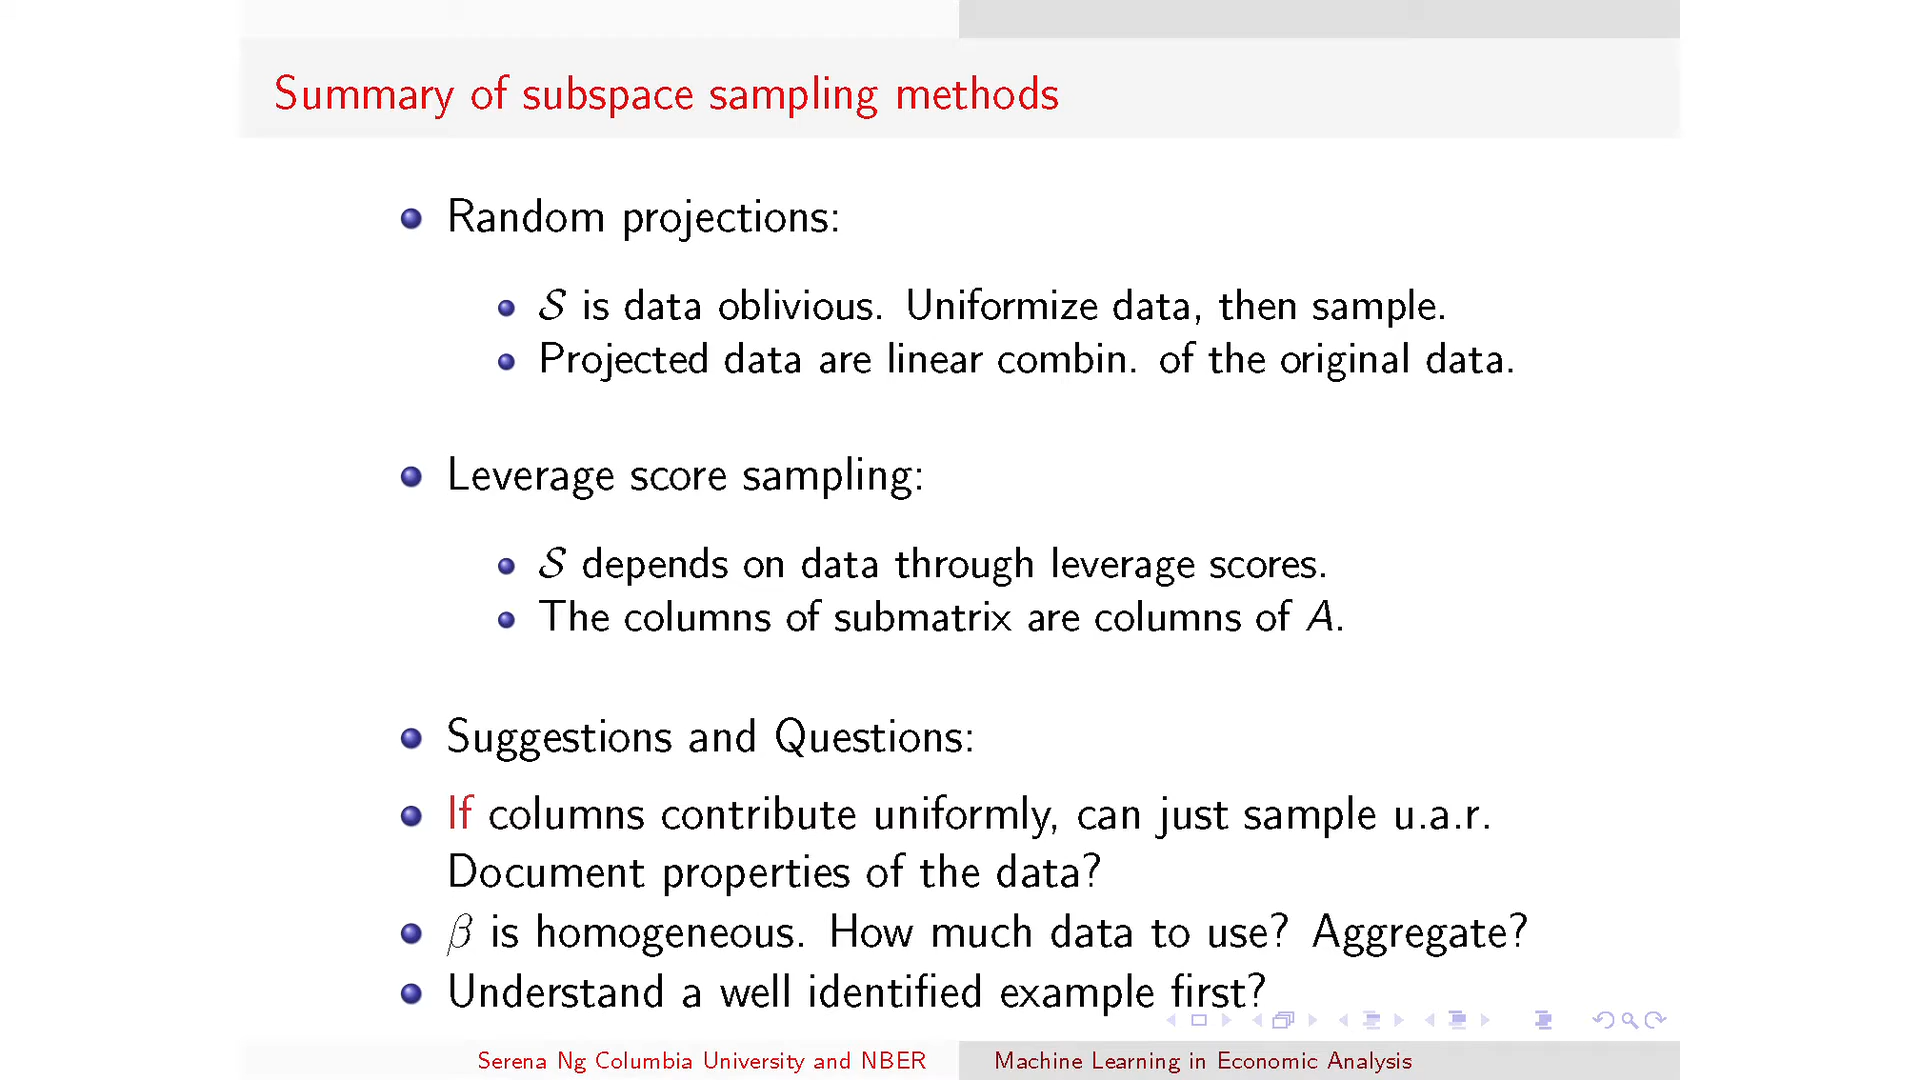 Summary of subspace sampling methods
Random projections:
𝒮 is data oblivious. Uniformize data, then sample.
Projected data are linear combin. of the original data.
Leverage score sampling:
𝒮 depends on data through leverage scores.
The columns of submatrix are columns of A.
Suggestions and Questions:
If columns contribute uniformly, can just sample u.a.r.
Document properties of the data?
β is homogeneous. How much data to use? Aggregate?
Understand a well identified example first?
Serena Ng Columbia University and NBER
Machine Learning in Economic Analysis